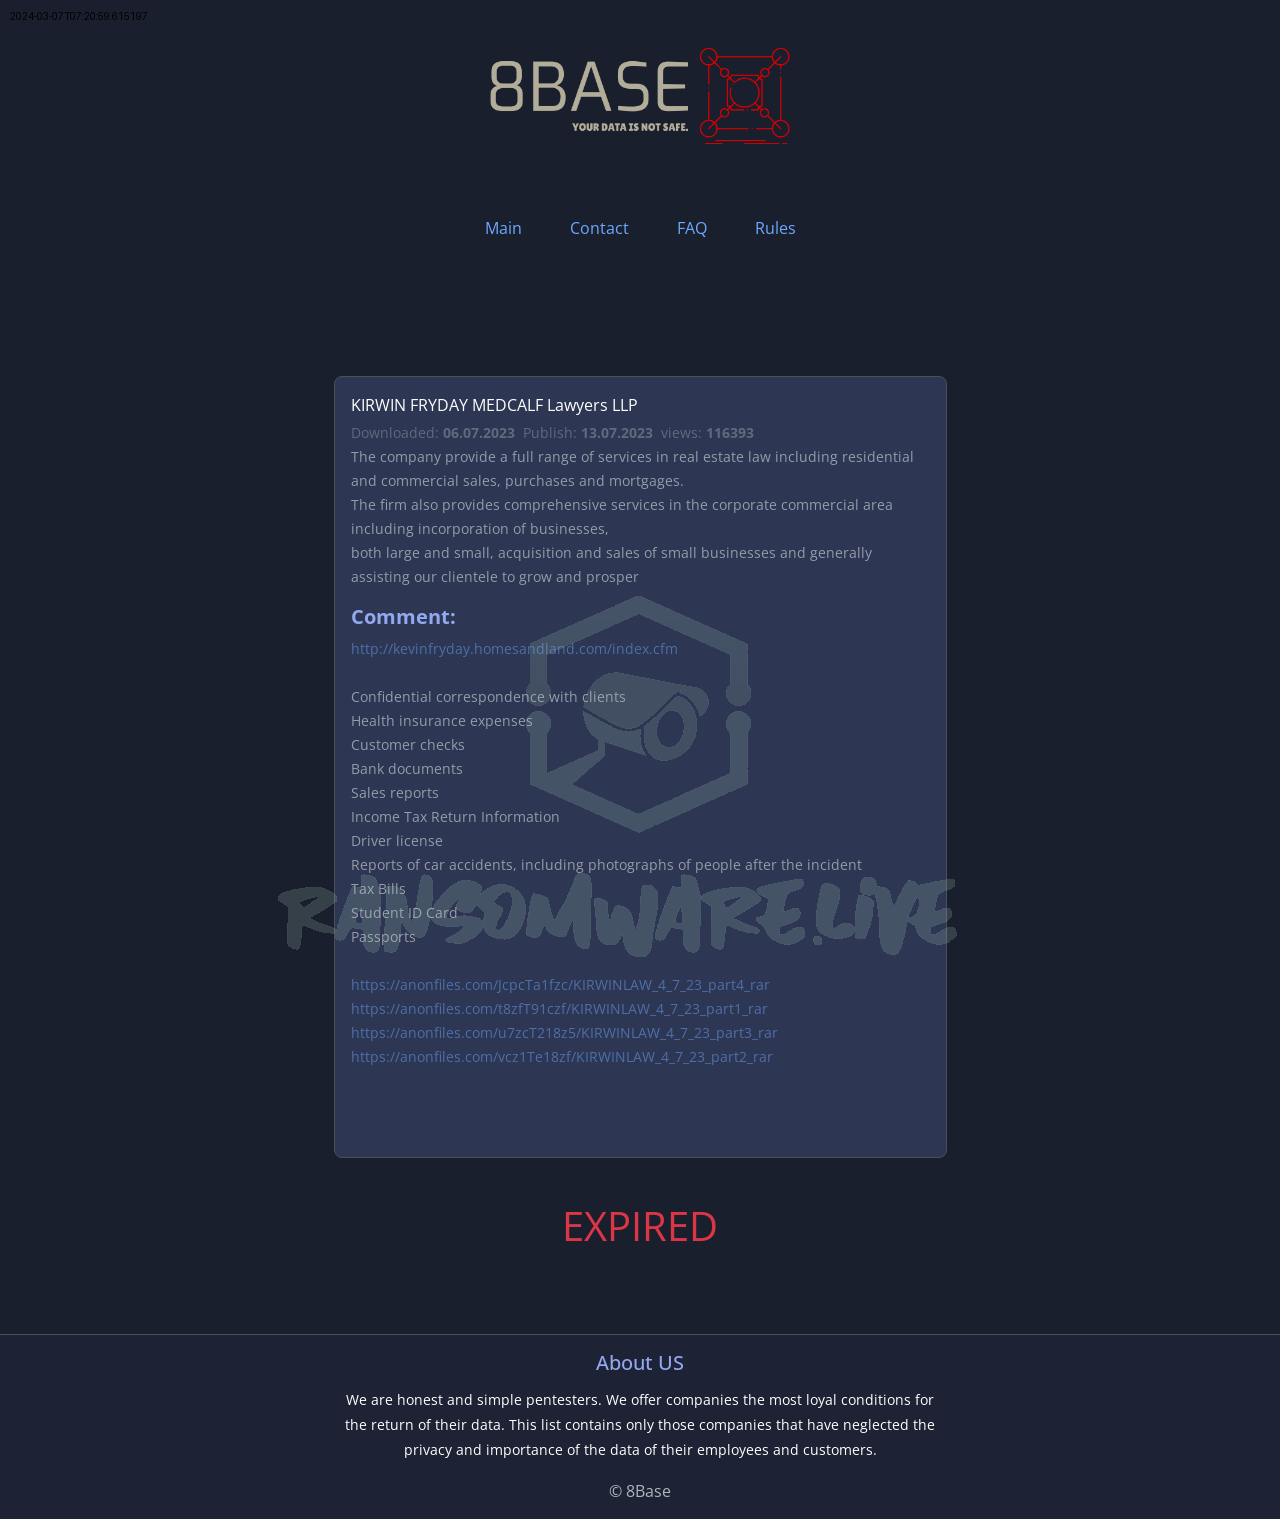 2024-03-07T07:20:59.615197
8BASE
YOUR DATA IS NOT SAFE.
Main Contact FAQ Rules
KIRWIN FRYDAY MEDCALF Lawyers LLP
Downloaded: 06.07.2023 Publish: 13.07.2023 views: 116393
The company provide a full range of services in real estate law including residential
and commercial sales, purchases and mortgages.
The firm also provides comprehensive services in the corporate commercial area
including incorporation of businesses,
both large and small, acquisition and sales of small businesses and generally
assisting our clientele to grow and prosper
Comment:
http://kevinfryday.homesandland.com/index.cfm
Confidential correspondence with clients
Health insurance expenses
Customer checks
Bank documents
Sales reports
Income Tax Return Information
Driver license
Reports of car accidents, including photographs of people after the incident
Tax Bills
RANSOMWARE.LIVE
Student ID Card
Passports
https://anonfiles.com/JcpcTa1fzc/KIRWINLAW_4_7_23_part4_rar
https://anonfiles.com/t8zfT91czf/KIRWINLAW_4_7_23_part1_rar
https://anonfiles.com/u7zcT218z5/KIRWINLAW_4_7_23_part3_rar
https://anonfiles.com/vcz1Te18zf/KIRWINLAW_4_7_23_part2_rar
EXPIRED
About US
We are honest and simple pentesters. We offer companies the most loyal conditions for
the return of their data. This list contains only those companies that have neglected the
privacy and importance of the data of their employees and customers.
© 8Base